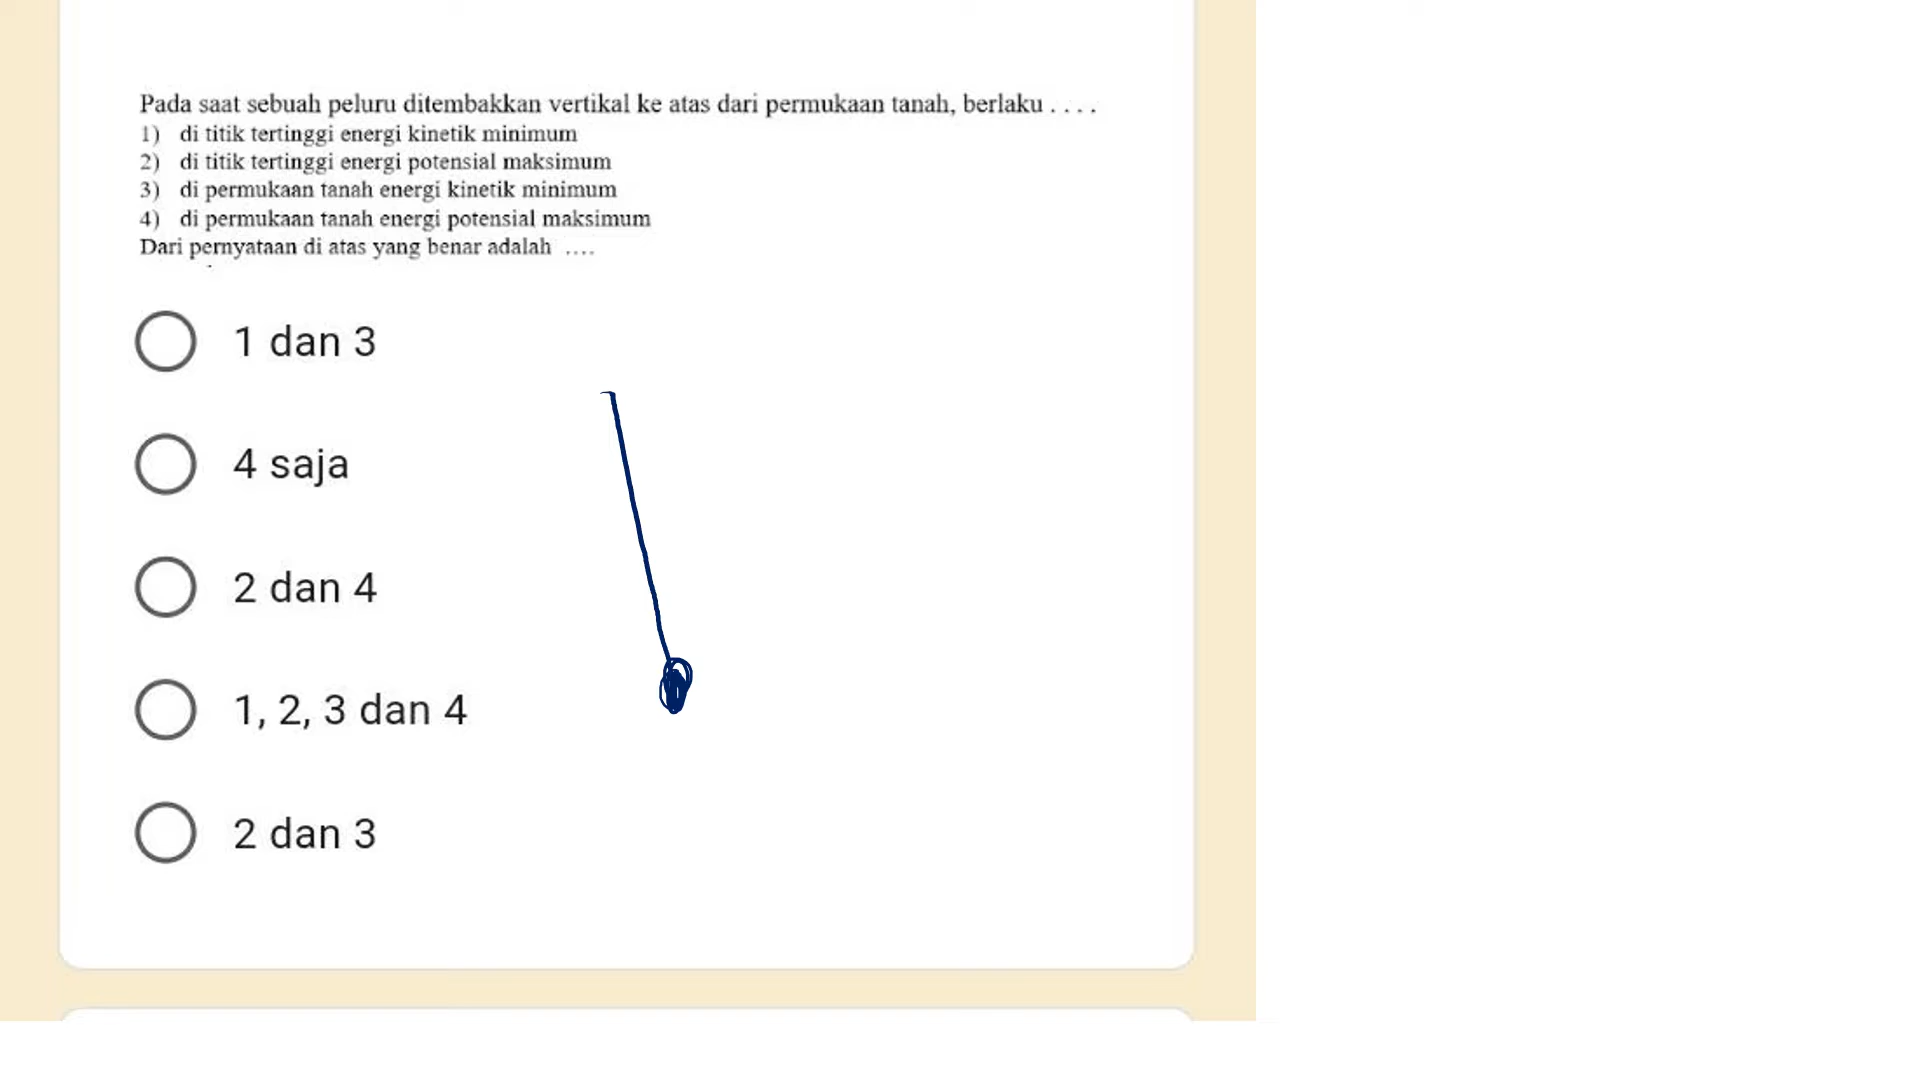 Pada saat sebuah peluru ditembakkan vertikal ke atas dari permukaan tanah, berlaku . . . .
1) di titik tertinggi energi kinetik minimum
2) di titik tertinggi energi potensial maksimum
3) di permukaan tanah energi kinetik minimum
4) di permukaan tanah energi potensial maksimum
Dari pernyataan di atas yang benar adalah ....
1 dan 3
4 saja
2 dan 4
1, 2, 3 dan 4
2 dan 3